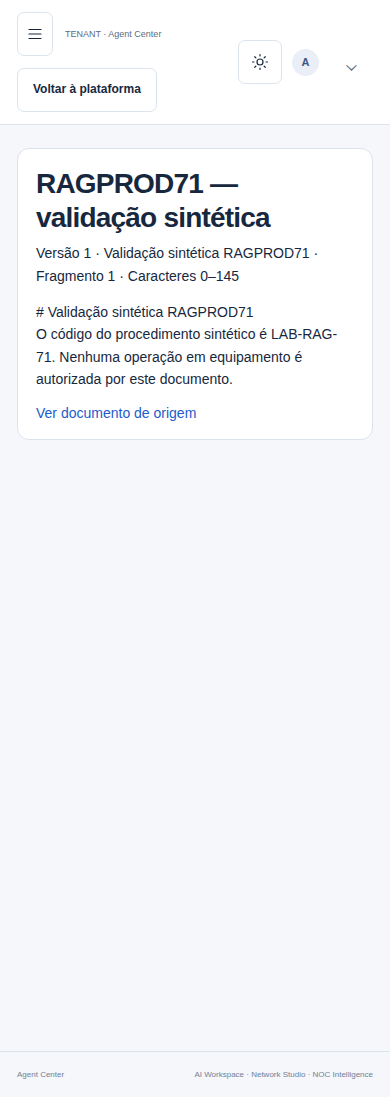 TENANT · Agent Center
Voltar à plataforma
A
RAGPROD71 —
validação sintética
Versão 1 · Validação sintética RAGPROD71 ·
Fragmento 1 · Caracteres 0–145
# Validação sintética RAGPROD71
O código do procedimento sintético é LAB-RAG-
71. Nenhuma operação em equipamento é
autorizada por este documento.
Ver documento de origem
Agent Center
AI Workspace · Network Studio · NOC Intelligence